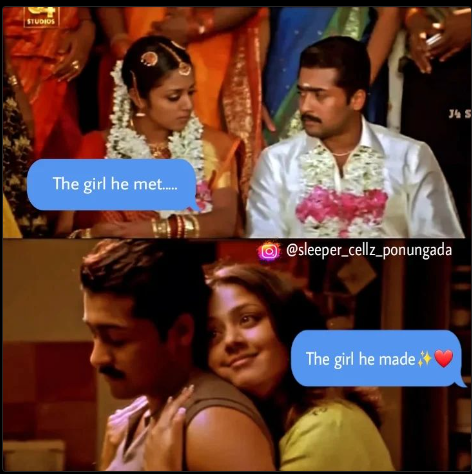 STUDIOS
The girl he met.....
@sleeper_cellz_ponungada
The girl he made✨❤️